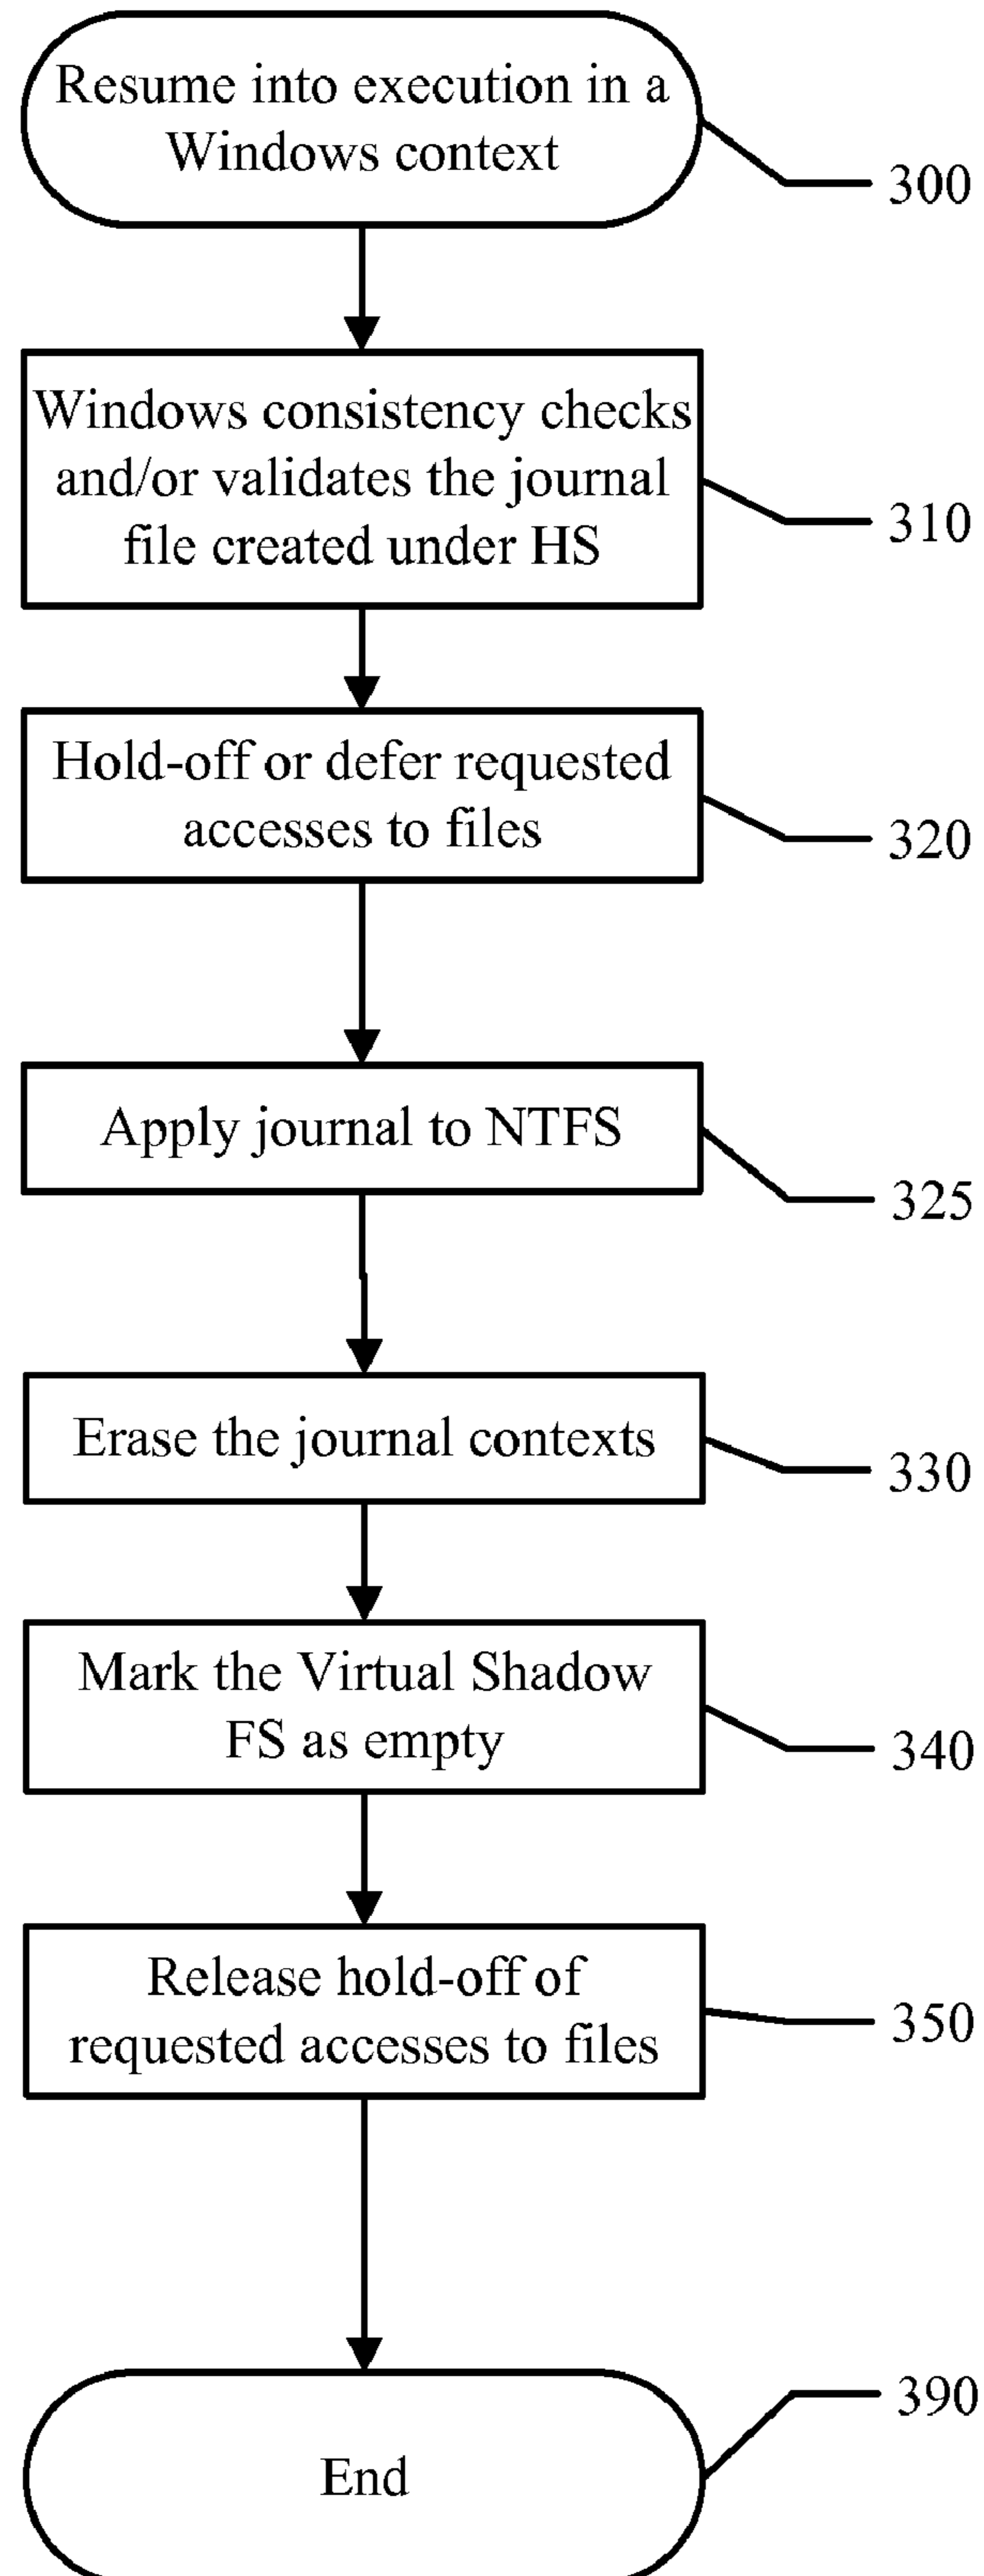 Resume into execution in a
Windows context
300
Windows consistency checks
and/or validates the journal
file created under HS
310
Hold-off or defer requested
accesses to files
320
Apply journal to NTFS
325
Erase the journal contexts
330
Mark the Virtual Shadow
FS as empty
340
Release hold-off of
requested accesses to files
350
390
End